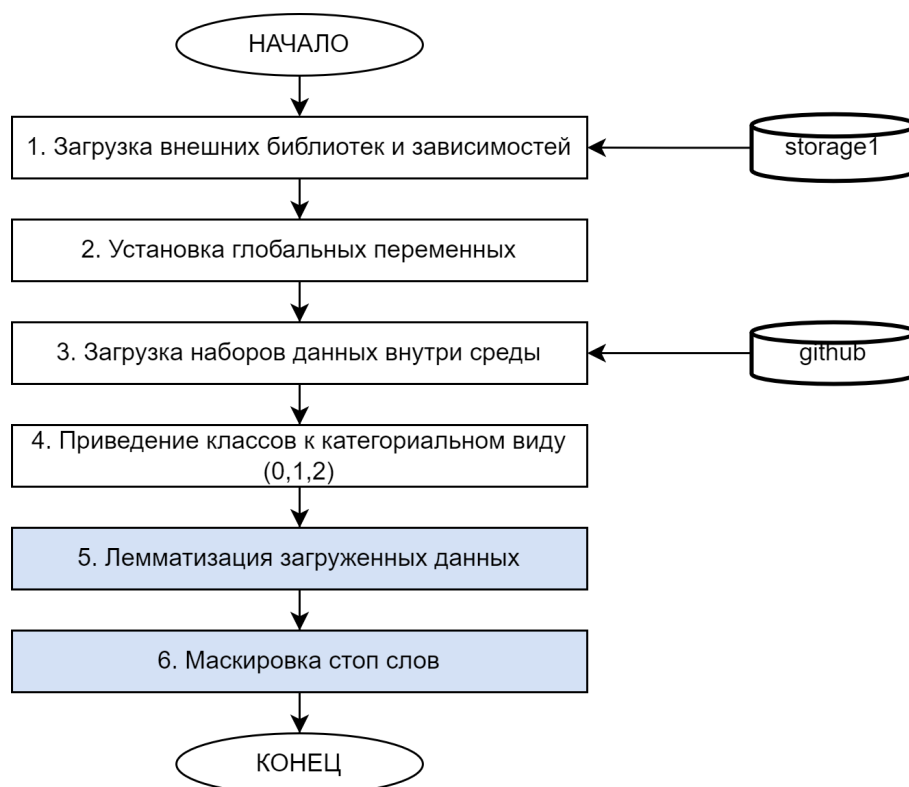 НАЧАЛО
1. Загрузка внешних библиотек и зависимостей
storage1
2. Установка глобальных переменных
3. Загрузка наборов данных внутри среды
github
4. Приведение классов к категориальном виду
(0,1,2)
5. Лемматизация загруженных данных
6. Маскировка стоп слов
КОНЕЦ